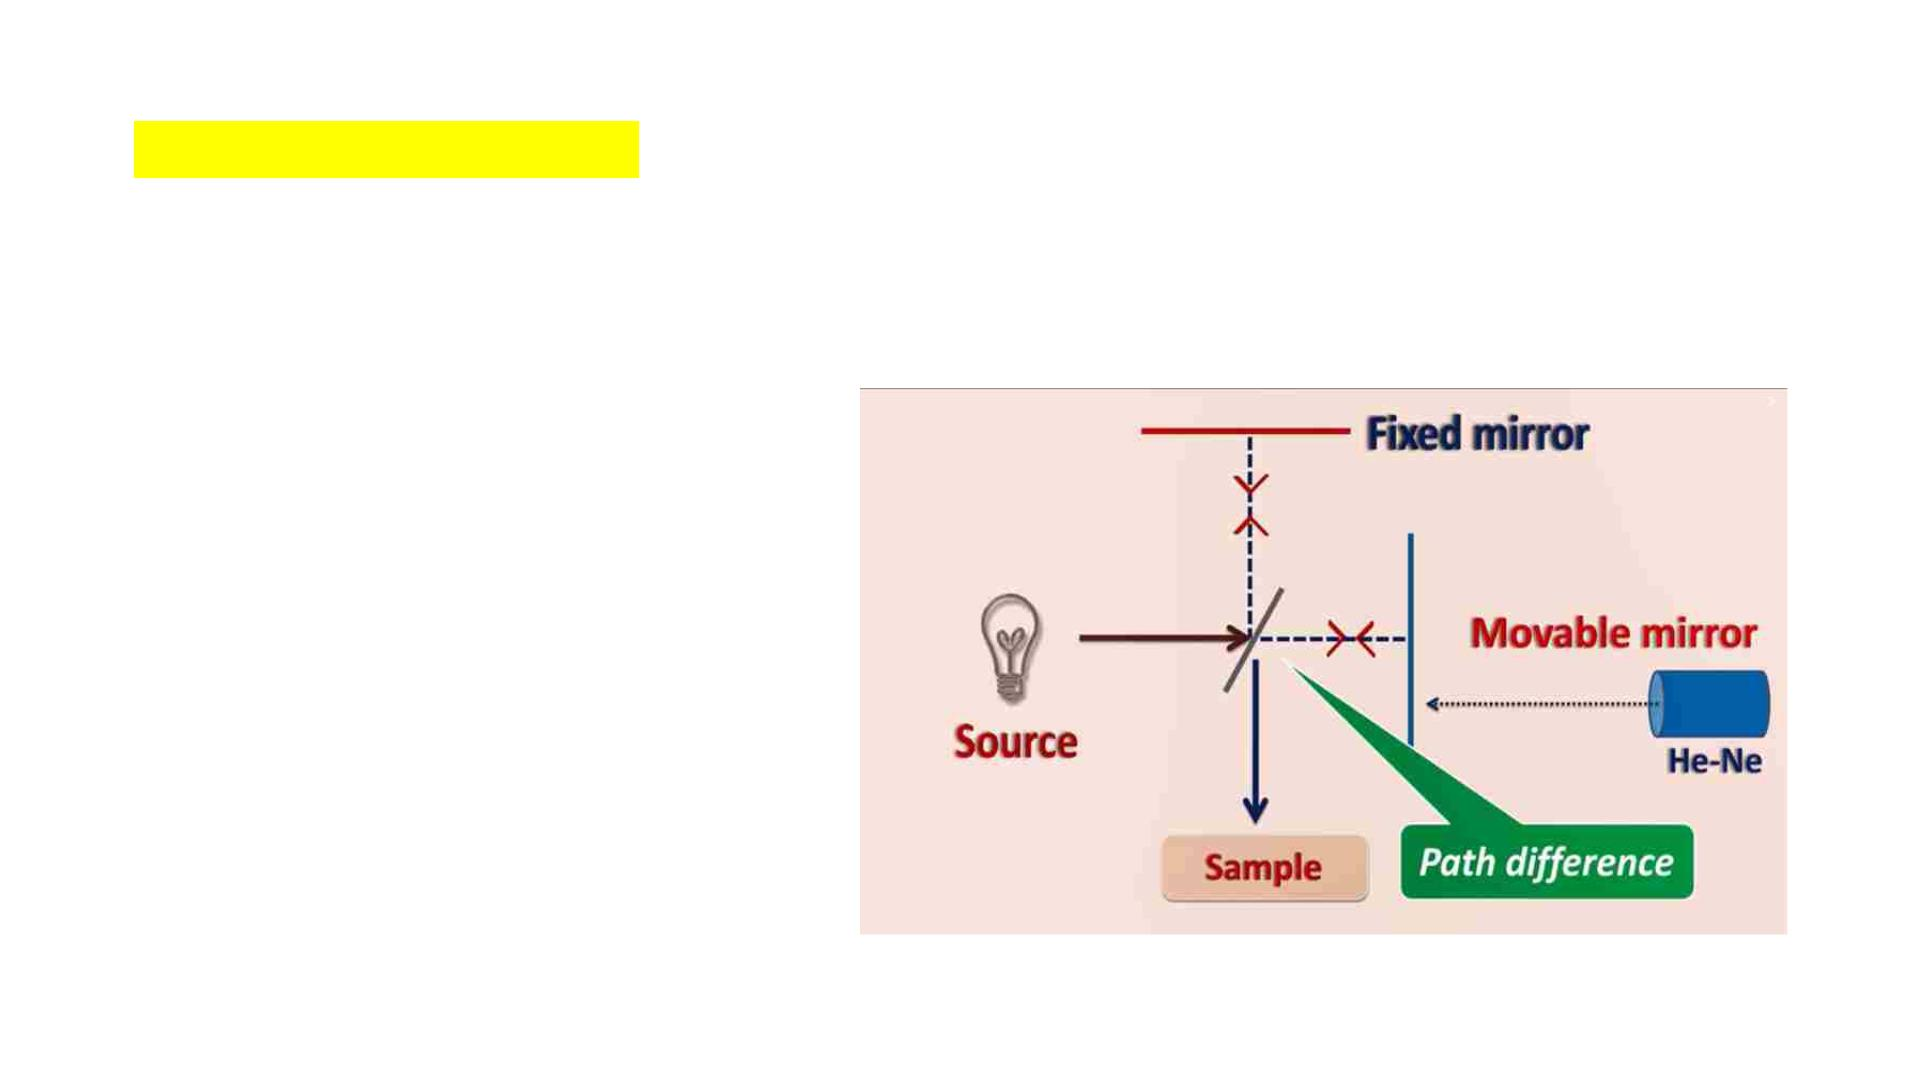 Fixed mirror
Movable mirror
Source
He-Ne
Path difference
Sample